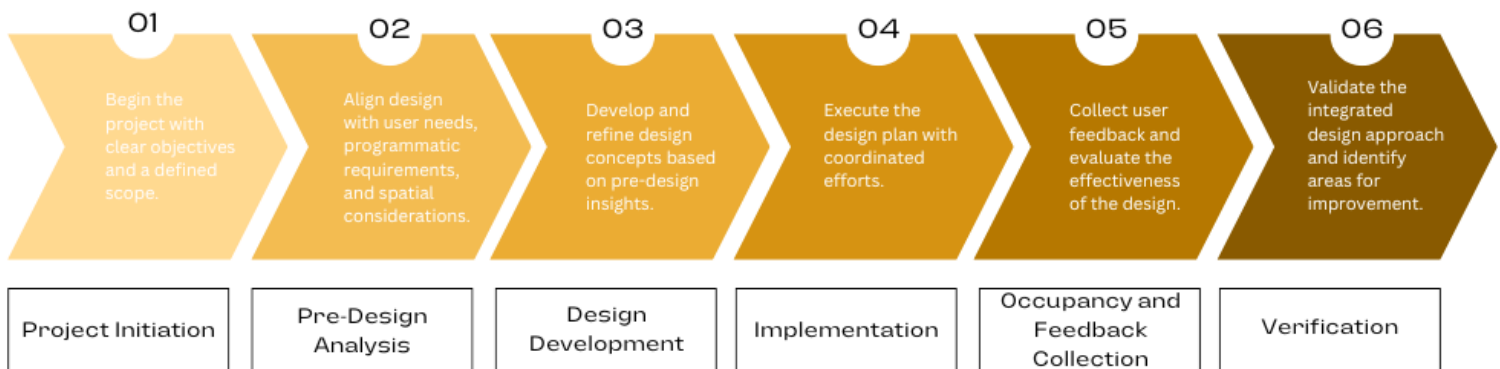 01
Begin the
project with
clear objectives
and a defined
scope.
02
Align design
with user needs,
programmatic
requirements,
and spatial
considerations.
03
Develop and
refine design
concepts based
on pre-design
insights.
04
Execute the
design plan with
coordinated
efforts.
05
Collect user
feedback and
evaluate the
effectiveness
of the design.
06
Validate the
integrated
design approach
and identify
areas for
improvement.
Project Initiation
Pre-Design
Analysis
Design
Development
Implementation
Occupancy and
Feedback
Collection
Verification